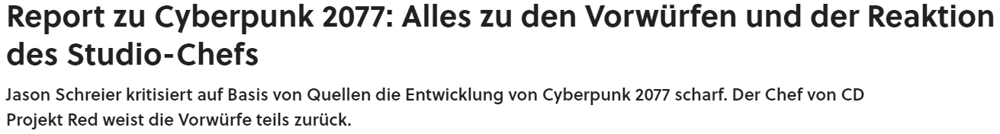 Report zu Cyberpunk 2077: Alles zu den Vorwürfen und der Reaktion
des Studio-Chefs
Jason Schreier kritisiert auf Basis von Quellen die Entwicklung von Cyberpunk 2077 scharf. Der Chef von CD
Projekt Red weist die Vorwürfe teils zurück.